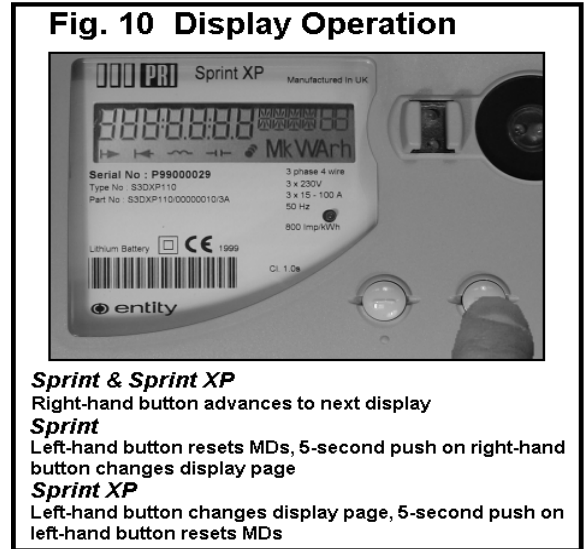 Fig. 10 Display Operation
PRI Sprint XP
Manufactured In UK
MkWArh
Serial No : P99000029
Type No : S3DXP110
Part No : S3DXP110/00000010/3A
3 phase 4 wire
3 x 230V
3 x 15 - 100 A
50 Hz
800 Imp/kWh
Lithium Battery CE 1999
Cl. 1.0s
entity
Sprint & Sprint XP
Right-hand button advances to next display
Sprint
Left-hand button resets MDs, 5-second push on right-hand
button changes display page
Sprint XP
Left-hand button changes display page, 5-second push on
left-hand button resets MDs